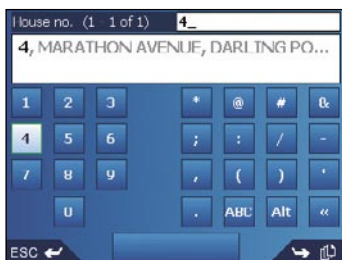 House no. (1 - 1 of 1) 4_
4, MARATHON AVENUE, DARLING PO...
1 2 3 * @ # &
4 5 6 ; : / -
7 8 9 , ( ) '
0 . ABC Alt «
ESC